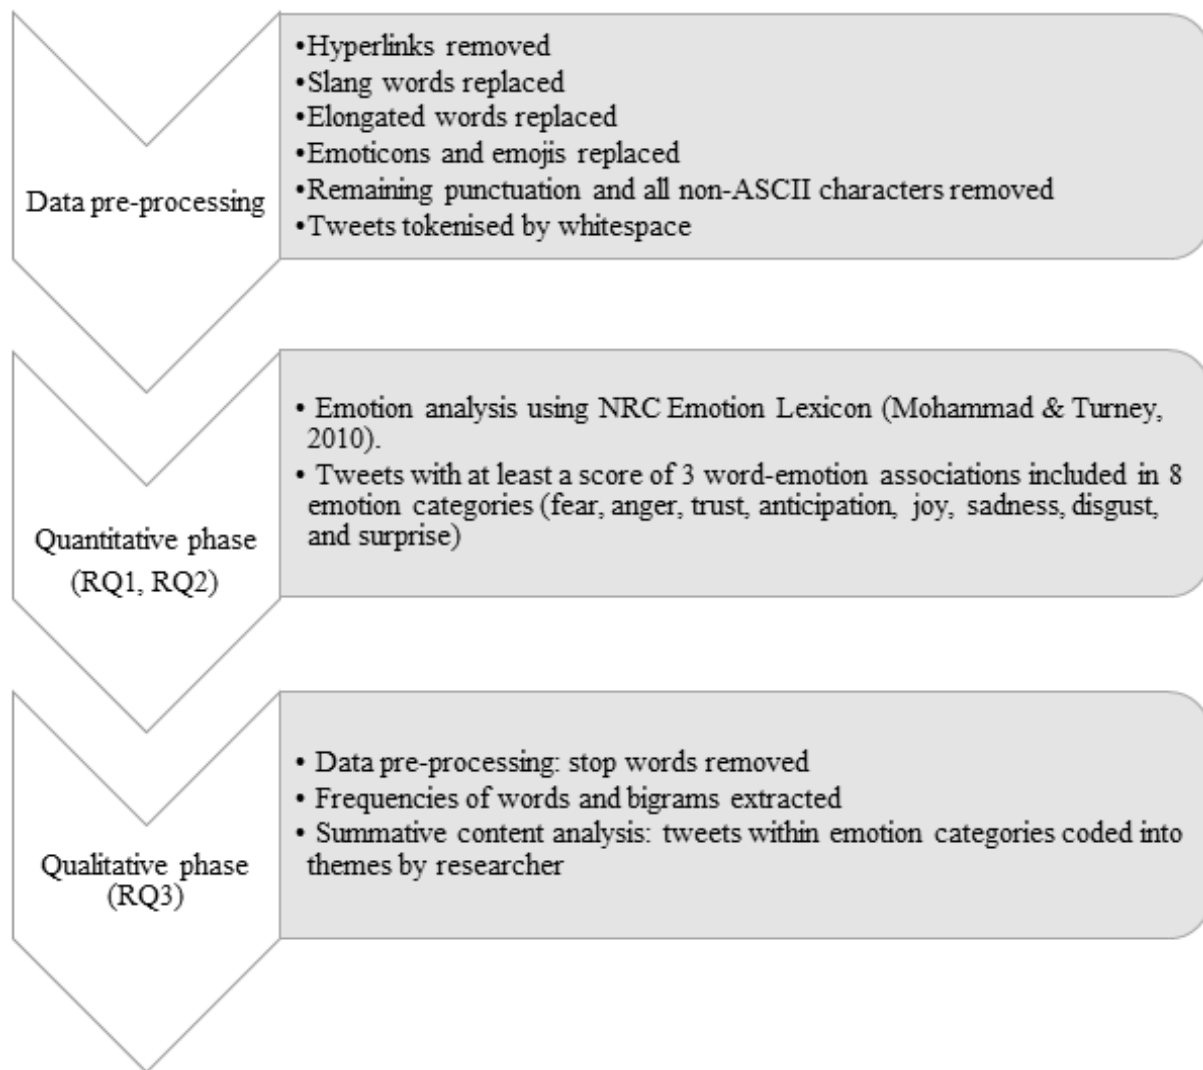 Data pre-processing
•Hyperlinks removed
•Slang words replaced
•Elongated words replaced
•Emoticons and emojis replaced
•Remaining punctuation and all non-ASCII characters removed
•Tweets tokenised by whitespace
Quantitative phase
(RQ1, RQ2)
• Emotion analysis using NRC Emotion Lexicon (Mohammad & Turney,
2010).
• Tweets with at least a score of 3 word-emotion associations included in 8
emotion categories (fear, anger, trust, anticipation, joy, sadness, disgust,
and surprise)
Qualitative phase
(RQ3)
• Data pre-processing: stop words removed
• Frequencies of words and bigrams extracted
• Summative content analysis: tweets within emotion categories coded into
themes by researcher